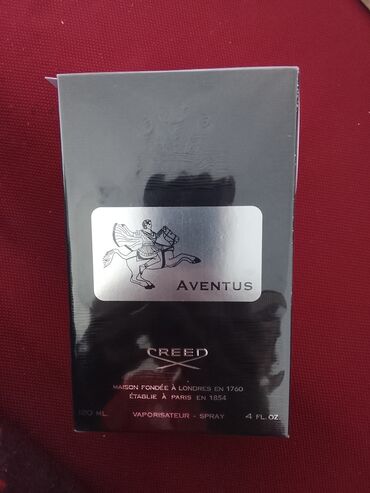 AVENTUS
CREED
MAISON FONDÉE À LONDRES EN 1760
ÉTABLIE À PARIS EN 1854
120 ML. VAPORISATEUR - SPRAY 4 FL. OZ.